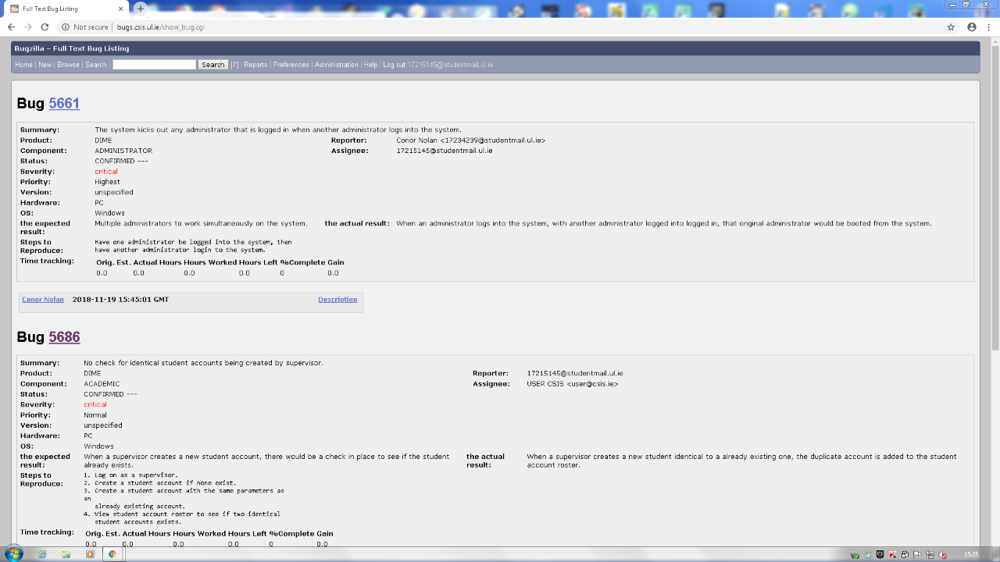 Full Text Bug Listing
Not secure | bugs.csis.ul.ie/show_bug.cgi
Bugzilla – Full Text Bug Listing
Home | New | Browse | Search | Search [?] | Reports | Preferences | Administration | Help | Log out 17215145@studentmail.ul.ie
Bug 5661
Summary: The system kicks out any administrator that is logged in when another administrator logs into the system.
Product: DIME Reporter: Conor Nolan <17234239@studentmail.ul.ie>
Component: ADMINISTRATOR Assignee: 17215145@studentmail.ul.ie
Status: CONFIRMED ---
Severity: critical
Priority: Highest
Version: unspecified
Hardware: PC
OS: Windows
the expected result: Multiple administrators to work simultaneously on the system. the actual result: When an administrator logs into the system, with another administrator logged into logged in, that original administrator would be booted from the system.
Steps to Reproduce: Have one administrator be logged into the system, then
have another administrator login to the system.
Time tracking: Orig. Est. Actual Hours Hours Worked Hours Left %Complete Gain
0.0 0.0 0.0 0.0 0 0.0
Conor Nolan 2018-11-19 15:45:01 GMT Description
Bug 5686
Summary: No check for identical student accounts being created by supervisor.
Product: DIME Reporter: 17215145@studentmail.ul.ie
Component: ACADEMIC Assignee: USER CSIS <user@csis.ie>
Status: CONFIRMED ---
Severity: critical
Priority: Normal
Version: unspecified
Hardware: PC
OS: Windows
the expected result: When a supervisor creates a new student account, there would be a check in place to see if the student already exists. the actual result: When a supervisor creates a new student identical to a already existing one, the duplicate account is added to the student account roster.
Steps to Reproduce: 1. Log on as a supervisor.
2. Create a student account if none exist.
3. Create a student account with the same parameters as
an
already existing account.
4. View student account roster to see if two identical
student accounts exists.
Time tracking: Orig. Est. Actual Hours Hours Worked Hours Left %Complete Gain
0.0 0.0 0.0 0.0 0 0.0
15:25